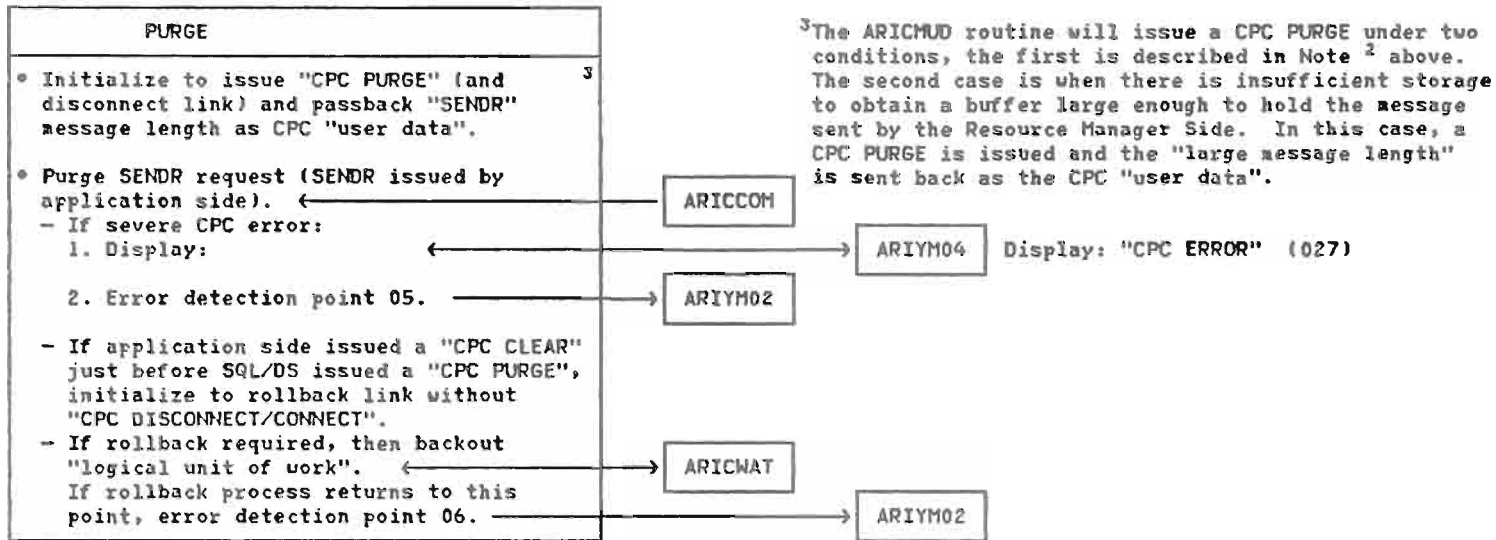 PURGE
• Initialize to issue "CPC PURGE" (and 3
disconnect link) and passback "SENDR"
message length as CPC "user data".
• Purge SENDR request (SENDR issued by
application side).
ARICCOM
- If severe CPC error:
1. Display:
ARIYM04
Display: "CPC ERROR" (027)
2. Error detection point 05.
ARIYM02
- If application side issued a "CPC CLEAR"
just before SQL/DS issued a "CPC PURGE",
initialize to rollback link without
"CPC DISCONNECT/CONNECT".
- If rollback required, then backout
"logical unit of work".
ARICWAT
If rollback process returns to this
point, error detection point 06.
ARIYM02
3The ARICMUD routine will issue a CPC PURGE under two
conditions, the first is described in Note 2 above.
The second case is when there is insufficient storage
to obtain a buffer large enough to hold the message
sent by the Resource Manager Side. In this case, a
CPC PURGE is issued and the "large message length"
is sent back as the CPC "user data".